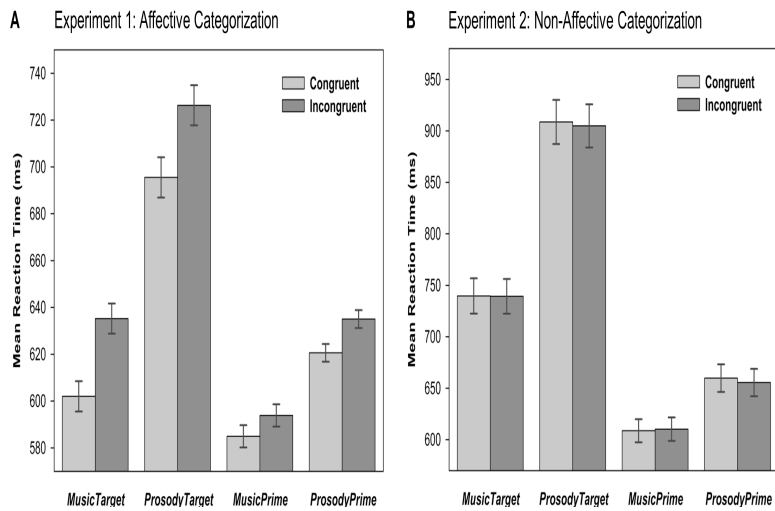 A Experiment 1: Affective Categorization
Mean Reaction Time (ms)
740
720
700
680
660
640
620
600
580
Congruent
Incongruent
MusicTarget ProsodyTarget MusicPrime ProsodyPrime
B Experiment 2: Non-Affective Categorization
Mean Reaction Time (ms)
950
900
850
800
750
700
650
600
Congruent
Incongruent
MusicTarget ProsodyTarget MusicPrime ProsodyPrime